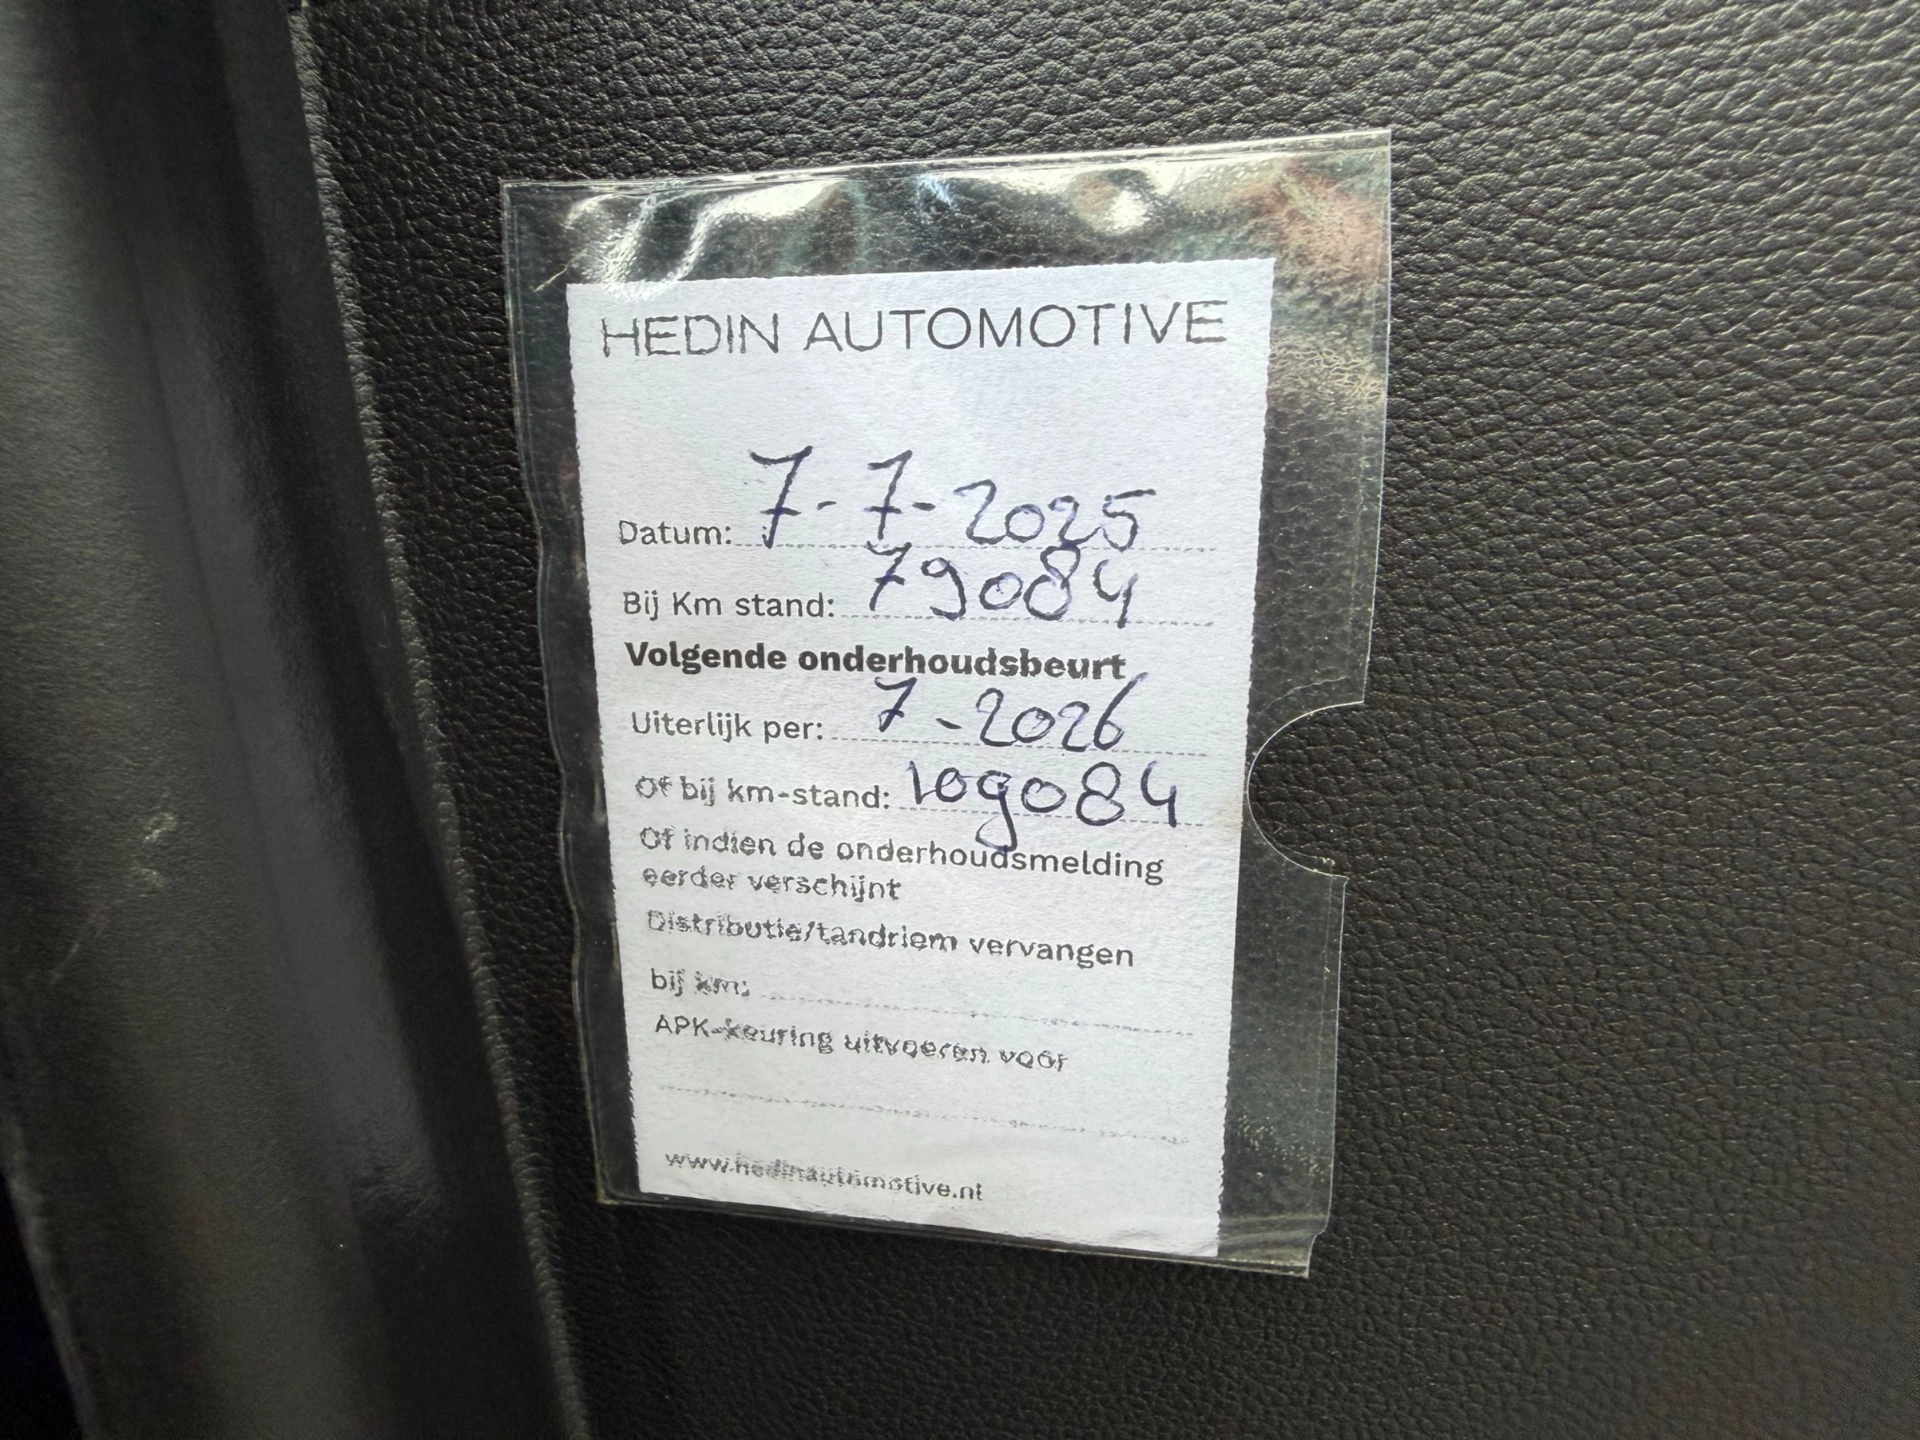 HEDIN AUTOMOTIVE
Datum: 7-7-2025
Bij Km stand: 79084
Volgende onderhoudsbeurt
Uiterlijk per: 7-2026
Of bij km-stand: 109084
Of indien de onderhoudsmelding
eerder verschijnt
Distributie/tandriem vervangen
bij km:
APK-keuring uitvoeren voor
www.hedinautomotive.nl